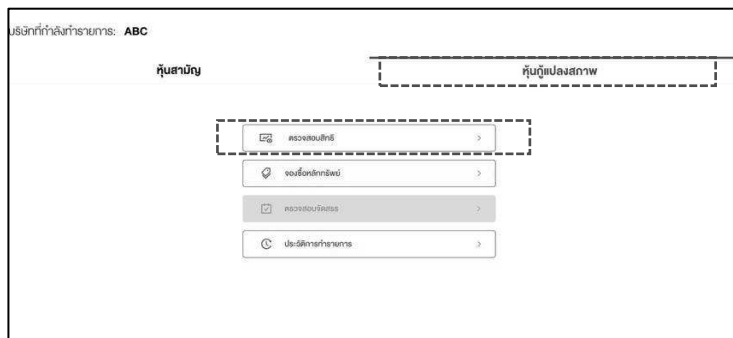 บริษัทที่กำลังทำรายการ: ABC
หุ้นสามัญ หุ้นกู้แปลงสภาพ
ตรวจสอบสิทธิ
จองซื้อหลักทรัพย์
ตรวจสอบจัดสรร
ประวัติการทำรายการ